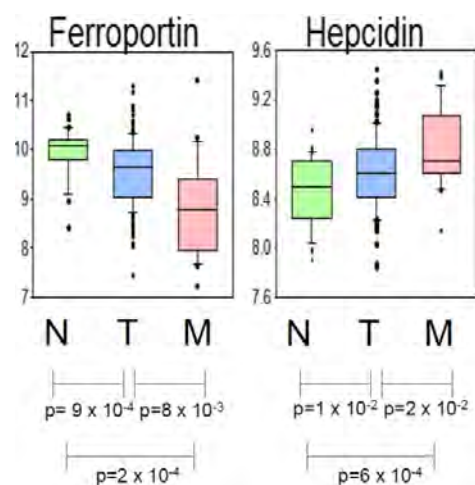 Ferroportin Hepcidin
12 9.6
11 9.2
10 8.8
9 8.4
8 8.0
7 7.6
N T M N T M
p= 9 x 10⁻⁴ p=8 x 10⁻³ p=1 x 10⁻² p=2 x 10⁻²
p=2 x 10⁻⁴ p=6 x 10⁻⁴